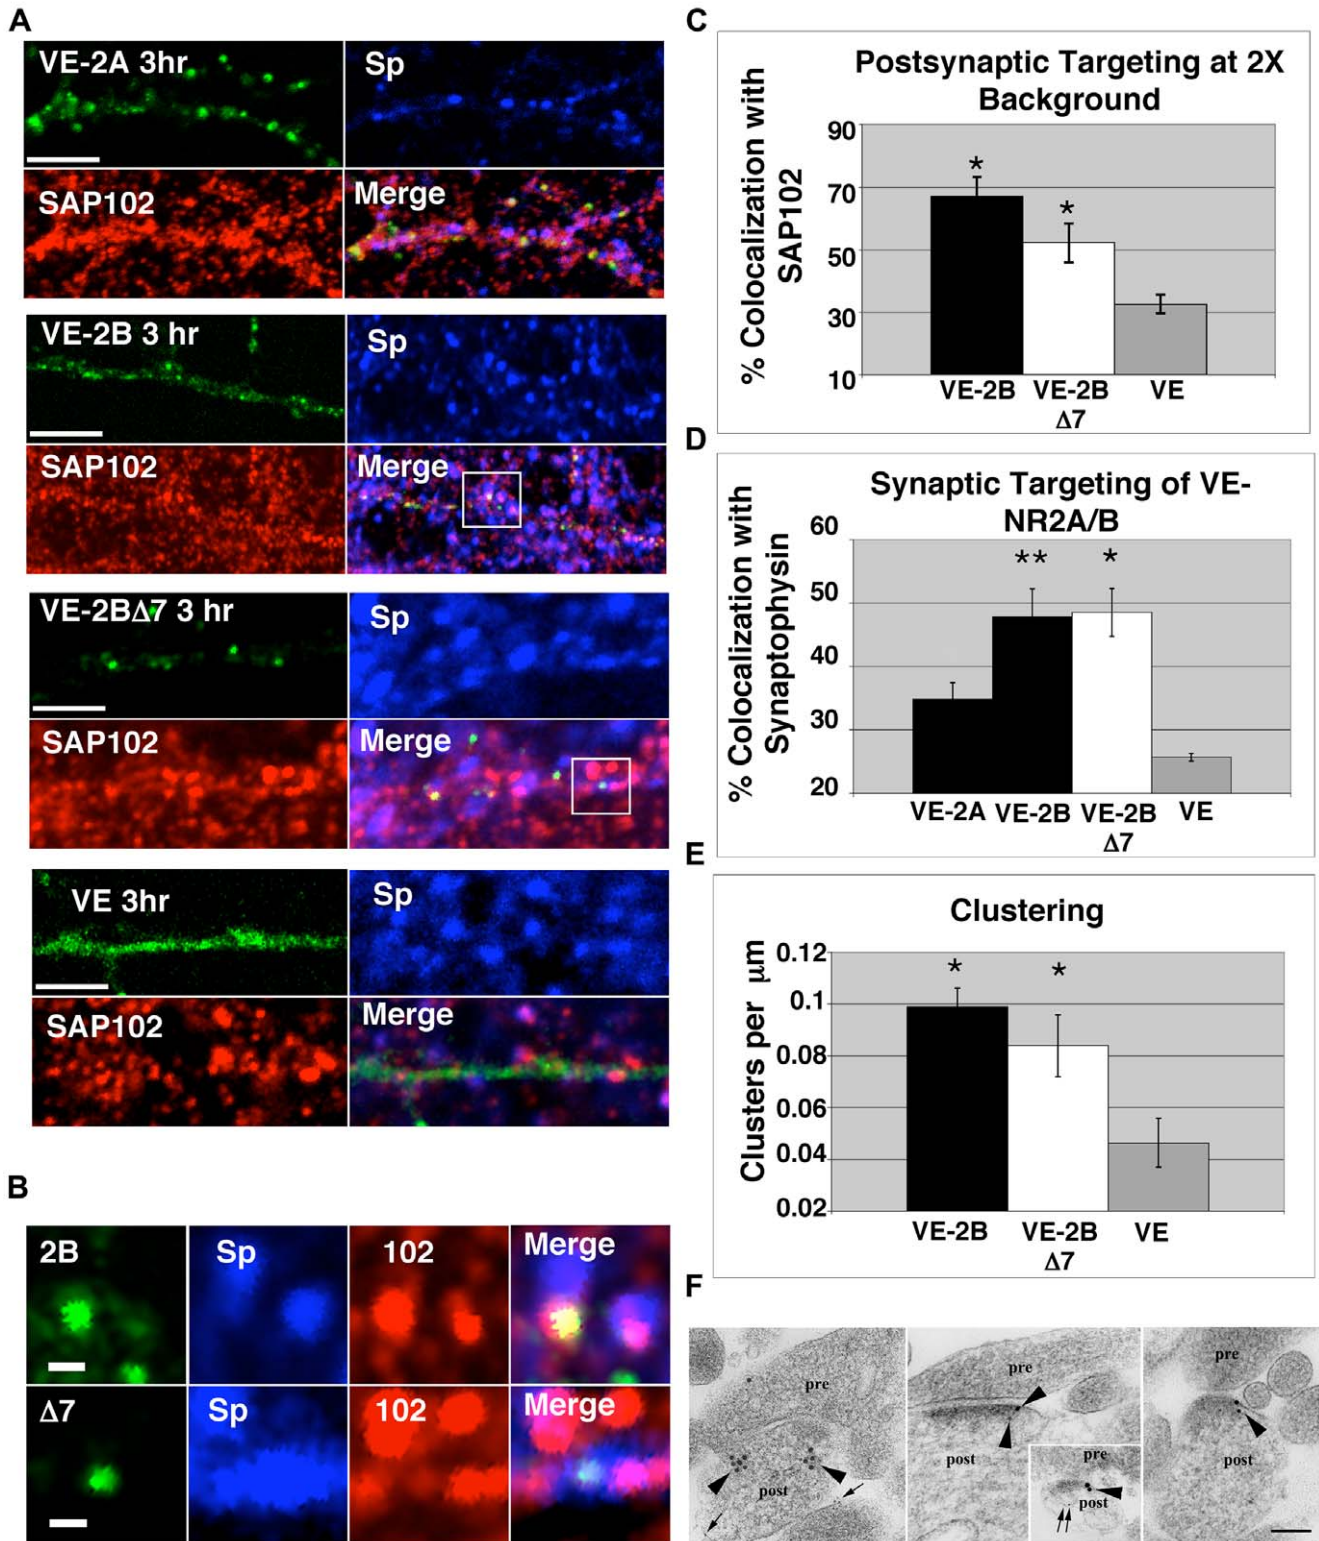 A
VE-2A 3hr
Sp
SAP102
Merge
VE-2B 3 hr
Sp
SAP102
Merge
VE-2BΔ7 3 hr
Sp
SAP102
Merge
VE 3hr
Sp
SAP102
Merge
B
2B
Sp
102
Merge
Δ7
Sp
102
Merge
C
Postsynaptic Targeting at 2X
Background
% Colocalization with
SAP102
90
70
50
30
10
*
*
VE-2B
VE-2B
Δ7
VE
D
Synaptic Targeting of VE-
NR2A/B
% Colocalization with
Synaptophysin
60
50
40
30
20
**
*
VE-2A
VE-2B
VE-2B
Δ7
VE
E
Clustering
Clusters per μm
0.12
0.1
0.08
0.06
0.04
0.02
*
*
VE-2B
VE-2B
Δ7
VE
F
pre
post
pre
post
pre
post
pre
post